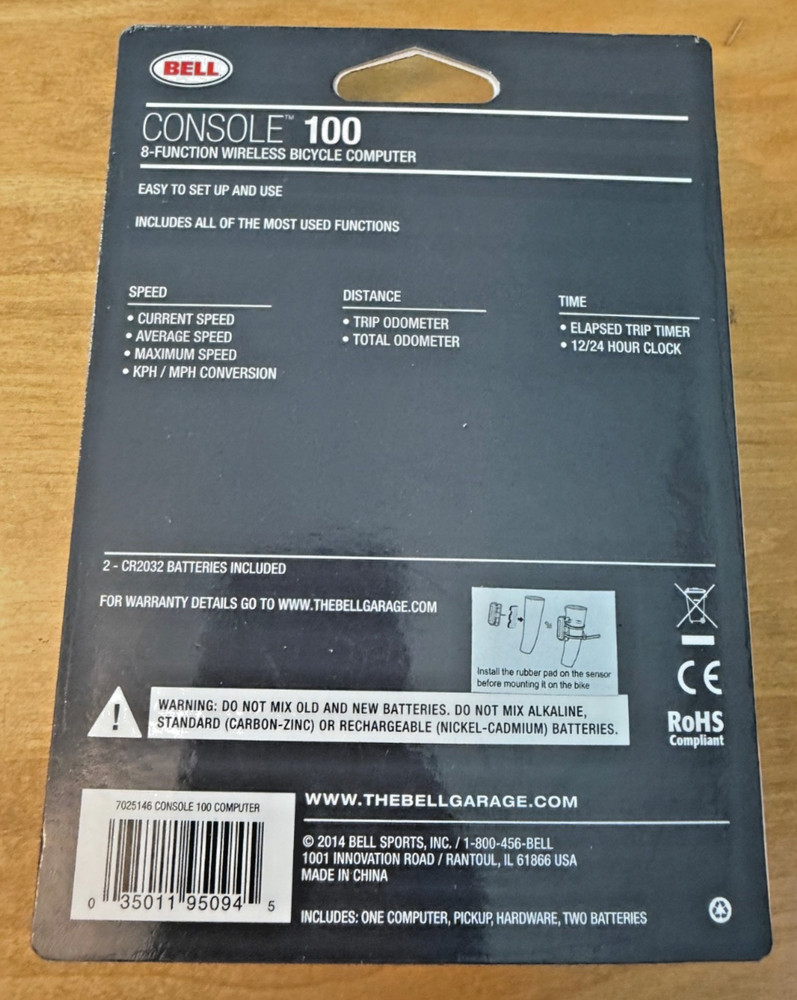 BELL
CONSOLE™ 100
8-FUNCTION WIRELESS BICYCLE COMPUTER
EASY TO SET UP AND USE
INCLUDES ALL OF THE MOST USED FUNCTIONS
SPEED
• CURRENT SPEED
• AVERAGE SPEED
• MAXIMUM SPEED
• KPH / MPH CONVERSION
DISTANCE
• TRIP ODOMETER
• TOTAL ODOMETER
TIME
• ELAPSED TRIP TIMER
• 12/24 HOUR CLOCK
2 - CR2032 BATTERIES INCLUDED
FOR WARRANTY DETAILS GO TO WWW.THEBELLGARAGE.COM
Install the rubber pad on the sensor
before mounting it on the bike
CE
RoHS
Compliant
WARNING: DO NOT MIX OLD AND NEW BATTERIES. DO NOT MIX ALKALINE,
STANDARD (CARBON-ZINC) OR RECHARGEABLE (NICKEL-CADMIUM) BATTERIES.
7025146 CONSOLE 100 COMPUTER
0 35011 95094 5
WWW.THEBELLGARAGE.COM
© 2014 BELL SPORTS, INC. / 1-800-456-BELL
1001 INNOVATION ROAD / RANTOUL, IL 61866 USA
MADE IN CHINA
INCLUDES: ONE COMPUTER, PICKUP, HARDWARE, TWO BATTERIES